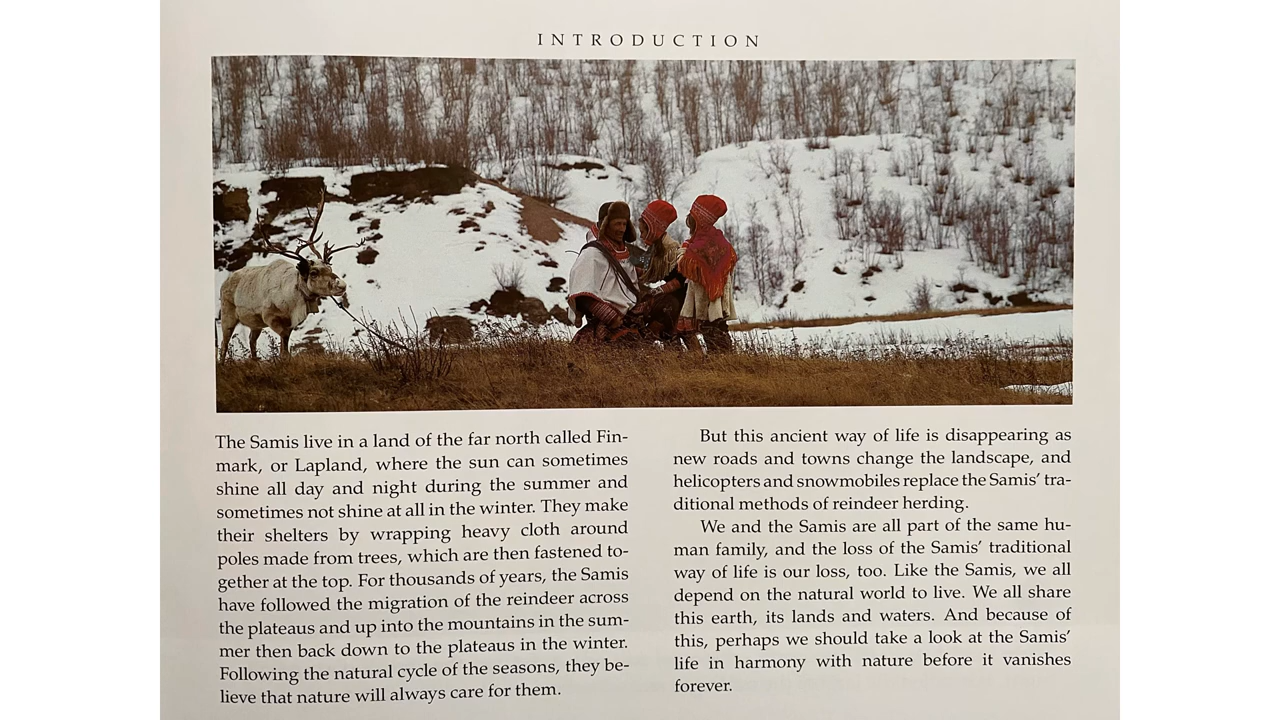 INTRODUCTION
The Samis live in a land of the far north called Fin-
mark, or Lapland, where the sun can sometimes
shine all day and night during the summer and
sometimes not shine at all in the winter. They make
their shelters by wrapping heavy cloth around
poles made from trees, which are then fastened to-
gether at the top. For thousands of years, the Samis
have followed the migration of the reindeer across
the plateaus and up into the mountains in the sum-
mer then back down to the plateaus in the winter.
Following the natural cycle of the seasons, they be-
lieve that nature will always care for them.
But this ancient way of life is disappearing as
new roads and towns change the landscape, and
helicopters and snowmobiles replace the Samis' tra-
ditional methods of reindeer herding.
We and the Samis are all part of the same hu-
man family, and the loss of the Samis' traditional
way of life is our loss, too. Like the Samis, we all
depend on the natural world to live. We all share
this earth, its lands and waters. And because of
this, perhaps we should take a look at the Samis'
life in harmony with nature before it vanishes
forever.